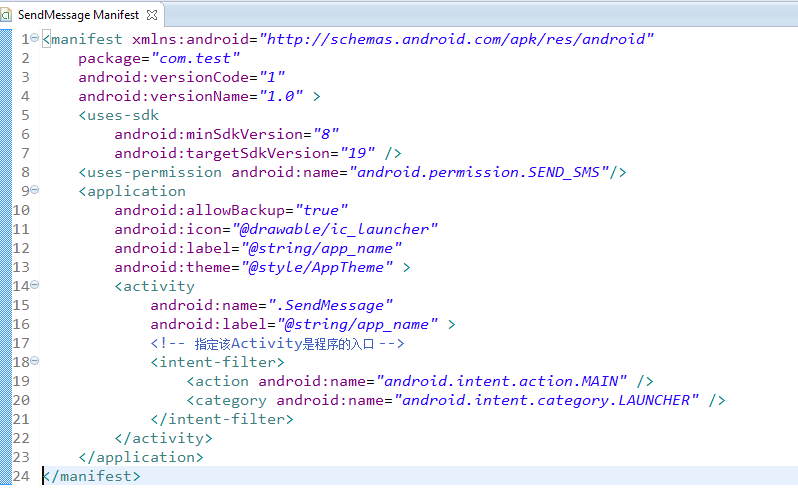 SendMessage Manifest
1 <manifest xmlns:android="http://schemas.android.com/apk/res/android"
2     package="com.test"
3     android:versionCode="1"
4     android:versionName="1.0" >
5     <uses-sdk
6         android:minSdkVersion="8"
7         android:targetSdkVersion="19" />
8     <uses-permission android:name="android.permission.SEND_SMS"/>
9     <application
10         android:allowBackup="true"
11         android:icon="@drawable/ic_launcher"
12         android:label="@string/app_name"
13         android:theme="@style/AppTheme" >
14         <activity
15             android:name=".SendMessage"
16             android:label="@string/app_name" >
17             <!-- 指定该Activity是程序的入口 -->
18             <intent-filter>
19                 <action android:name="android.intent.action.MAIN" />
20                 <category android:name="android.intent.category.LAUNCHER" />
21             </intent-filter>
22         </activity>
23     </application>
24 </manifest>